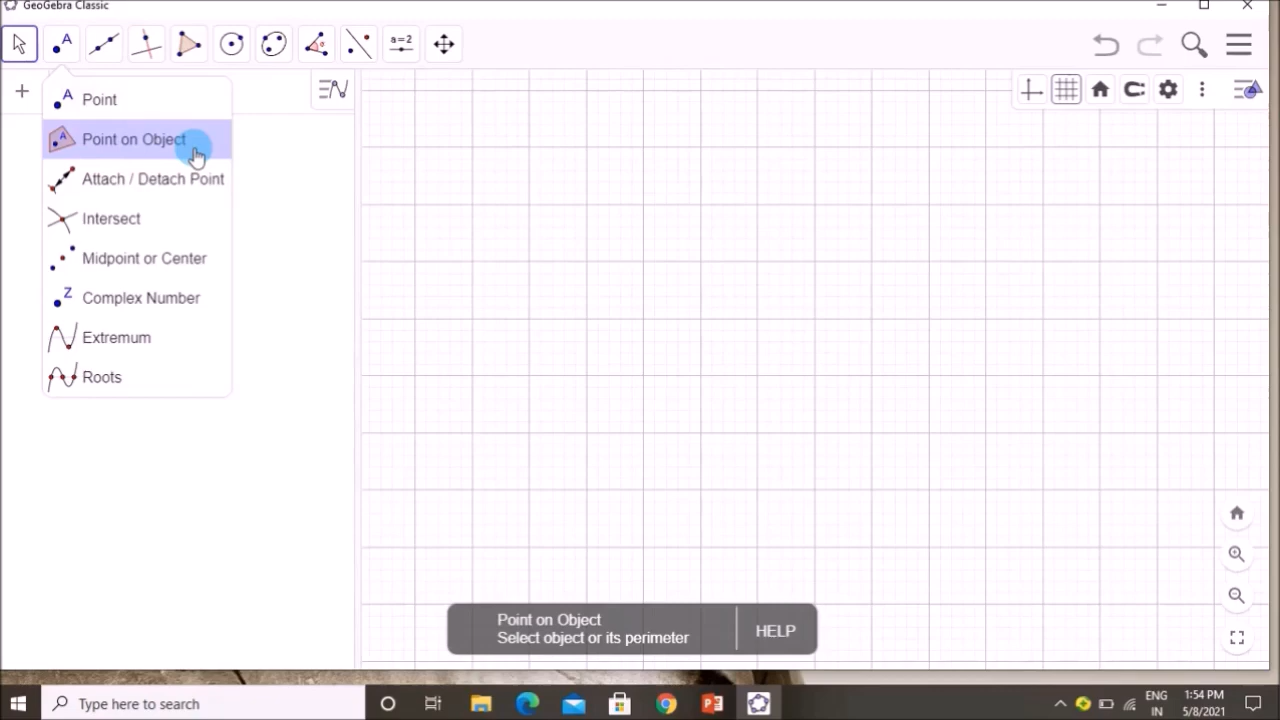 GeoGebra Classic
A
a=2
A Point
A Point on Object
Attach / Detach Point
Intersect
Midpoint or Center
Z Complex Number
Extremum
Roots
Point on Object
Select object or its perimeter
HELP
Type here to search
ENG
IN
1:54 PM
5/8/2021